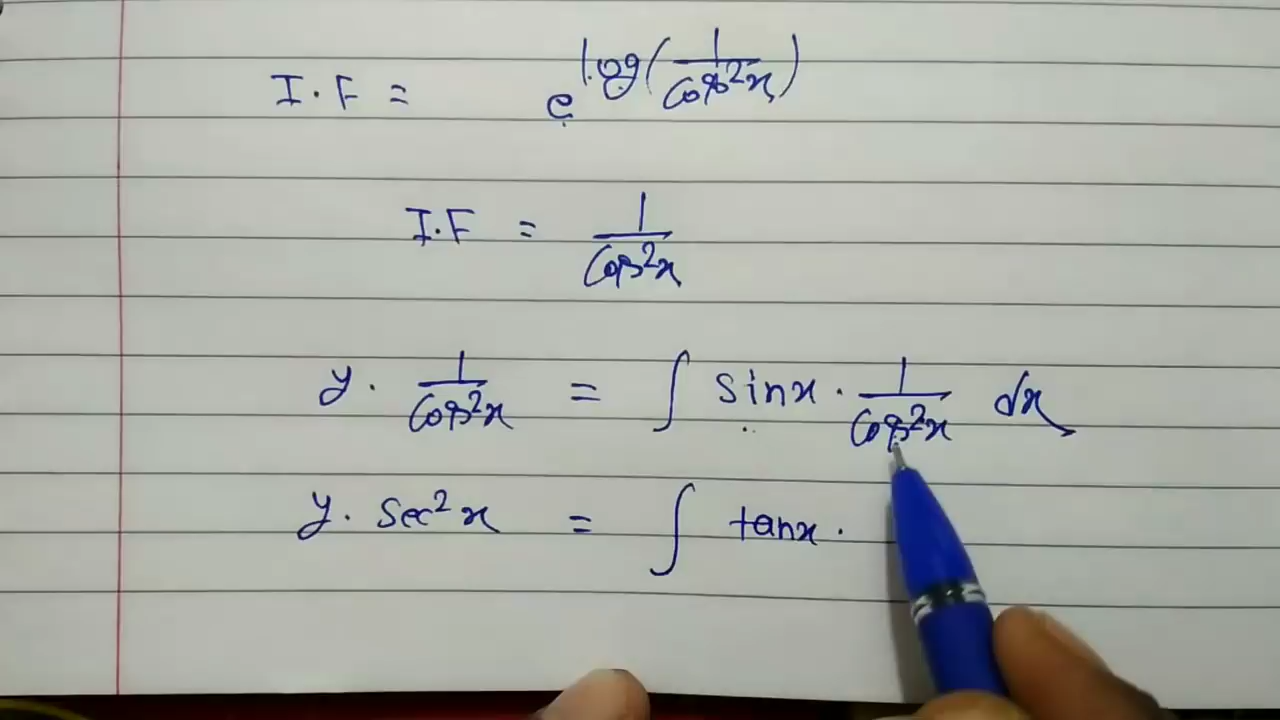 I.F = e^log(1/cos²x)
I.F = 1/cos²x
y. 1/cos²x = ∫ sinx . 1/cos²x dx
y. sec²x = ∫ tanx .